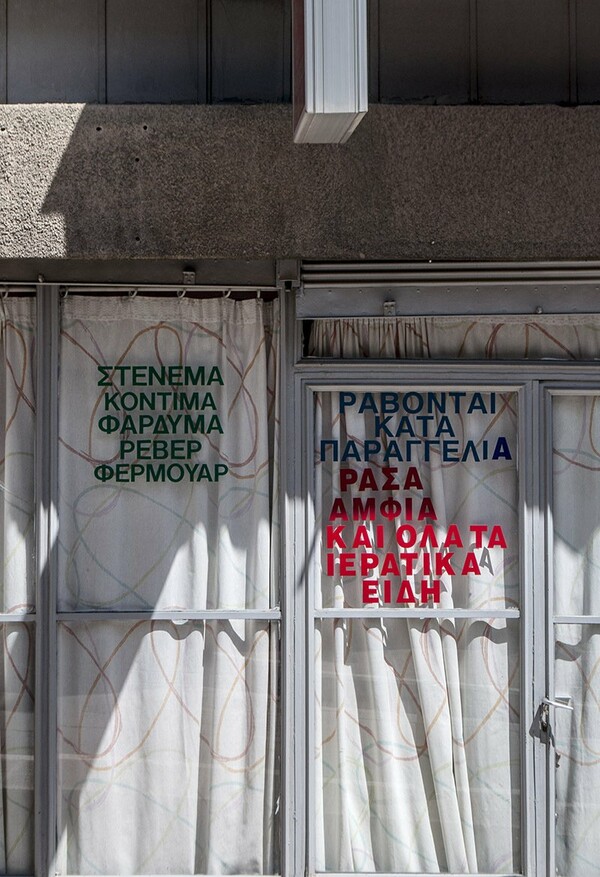 ΣΤΕΝΕΜΑ
ΚΟΝΤΙΜΑ
ΦΑΡΔΥΜΑ
ΡΕΒΕΡ
ΦΕΡΜΟΥΑΡ
ΡΑΒΟΝΤΑΙ
ΚΑΤΑ
ΠΑΡΑΓΓΕΛΙΑ
ΡΑΣΑ
ΑΜΦΙΑ
ΚΑΙ ΟΛΑ ΤΑ
ΙΕΡΑΤΙΚΑ
ΕΙΔΗ